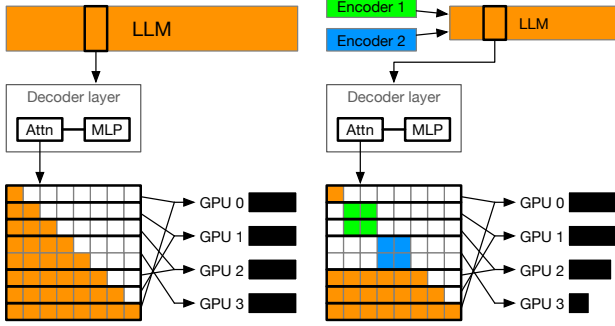 LLM
Decoder layer
Attn
MLP
GPU 0
GPU 1
GPU 2
GPU 3
Encoder 1
Encoder 2
LLM
Decoder layer
Attn
MLP
GPU 0
GPU 1
GPU 2
GPU 3